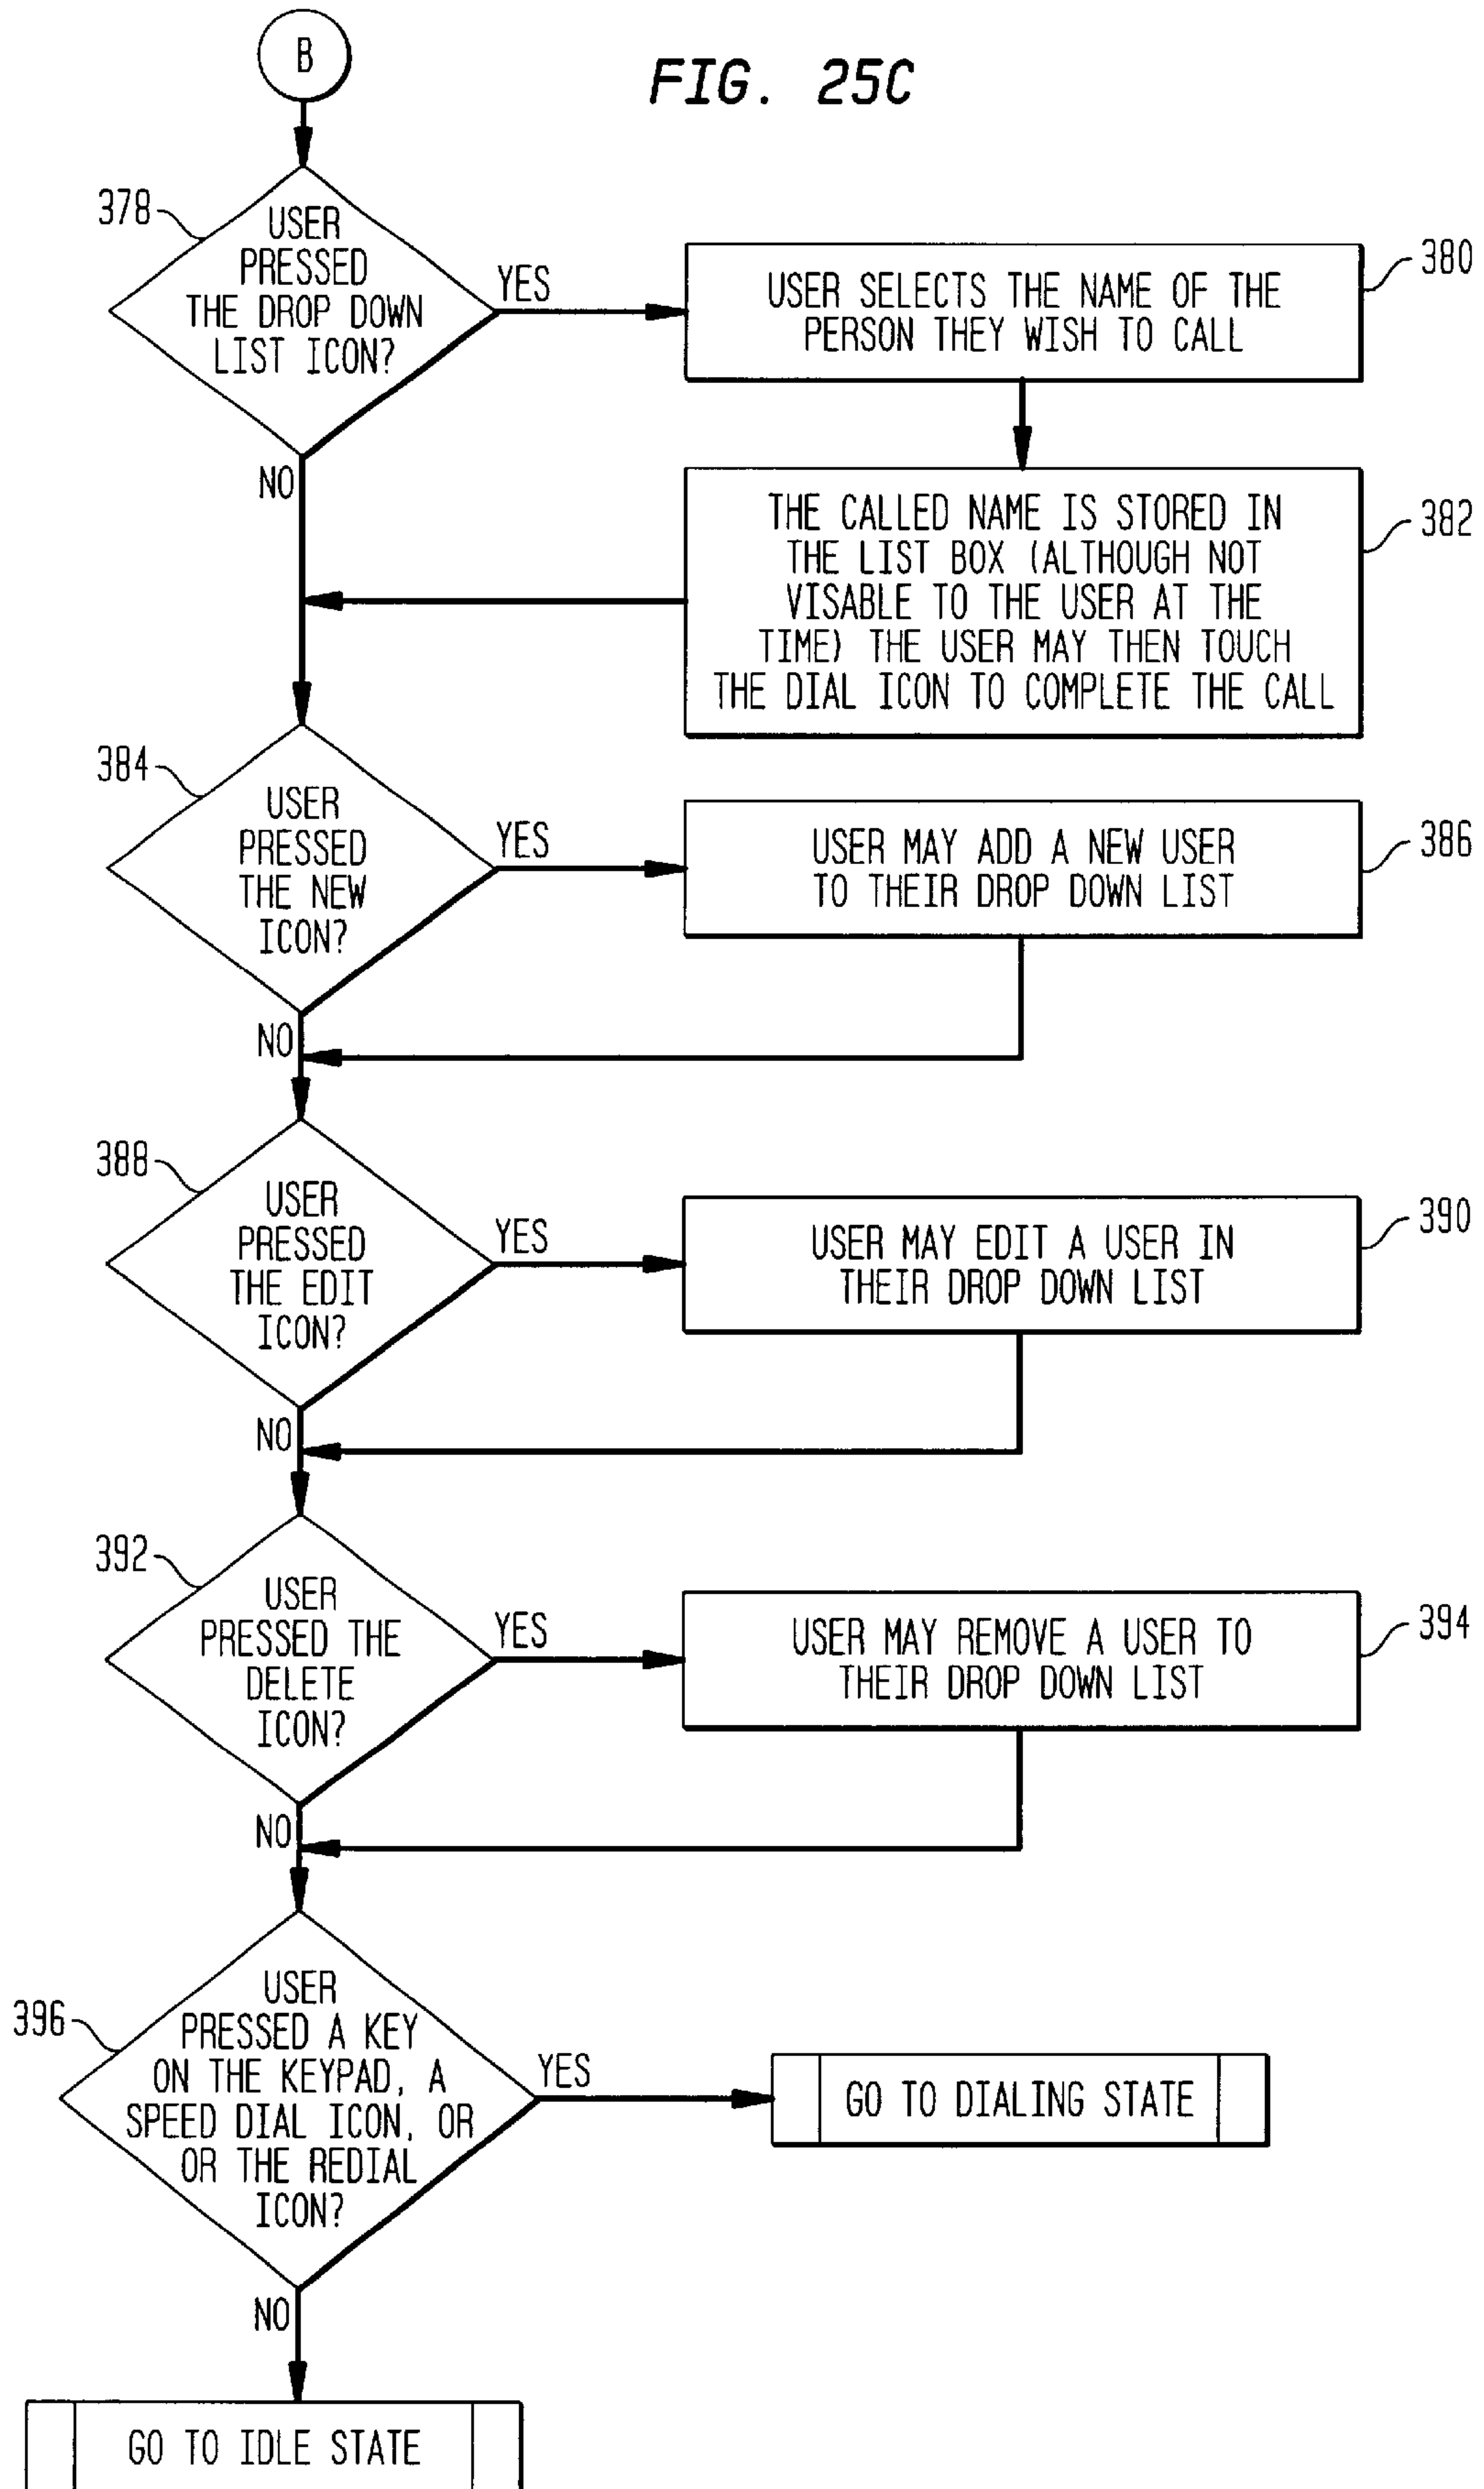 B
FIG. 25C
378
USER
PRESSED
THE DROP DOWN
LIST ICON?
YES
NO
380
USER SELECTS THE NAME OF THE
PERSON THEY WISH TO CALL
382
THE CALLED NAME IS STORED IN
THE LIST BOX (ALTHOUGH NOT
VISABLE TO THE USER AT THE
TIME) THE USER MAY THEN TOUCH
THE DIAL ICON TO COMPLETE THE CALL
384
USER
PRESSED
THE NEW
ICON?
YES
NO
386
USER MAY ADD A NEW USER
TO THEIR DROP DOWN LIST
388
USER
PRESSED
THE EDIT
ICON?
YES
NO
390
USER MAY EDIT A USER IN
THEIR DROP DOWN LIST
392
USER
PRESSED THE
DELETE
ICON?
YES
NO
394
USER MAY REMOVE A USER TO
THEIR DROP DOWN LIST
396
USER
PRESSED A KEY
ON THE KEYPAD, A
SPEED DIAL ICON, OR
OR THE REDIAL
ICON?
YES
NO
GO TO DIALING STATE
GO TO IDLE STATE